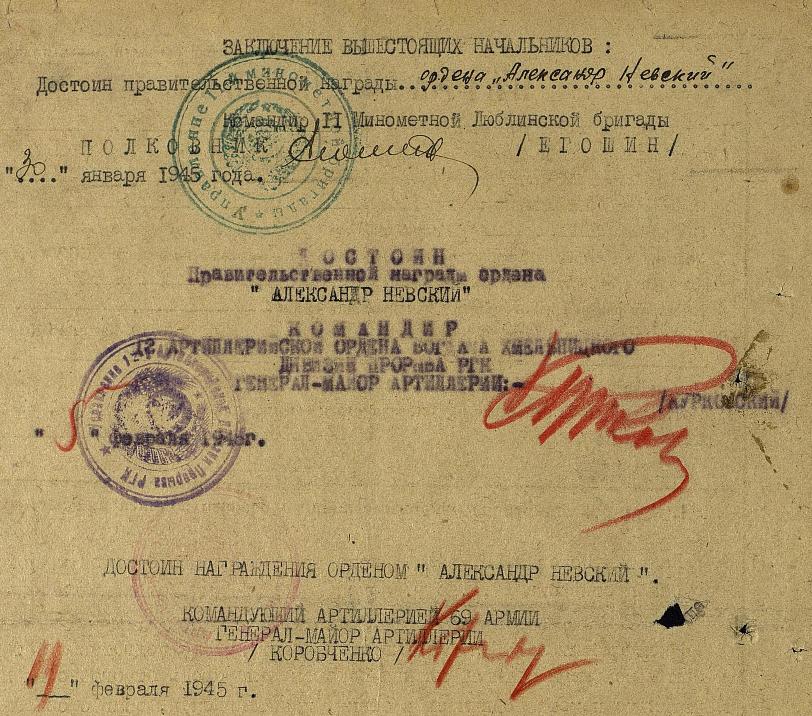 ЗАКЛЮЧЕНИЕ ВЫШЕСТОЯЩИХ НАЧАЛЬНИКОВ :
Достоин правительственной награды..ордена „Александр Невский"
Командир II Минометной Люблинской бригады
ПОЛКОВНИК /ЕГОШИН/
"30" января 1945 года.
ДОСТОИН
Правительственной награды ордена
" АЛЕКСАНДР НЕВСКИЙ"
КОМАНДИР
12 АРТИЛЛЕРИЙСКОЙ ОРДЕНА БОГДАНА ХМЕЛЬНИЦКОГО
ДИВИЗИИ ПРОРЫВА РГК
ГЕНЕРАЛ-МАЙОР АРТИЛЛЕРИИ:-
/КУРКОВСКИЙ/
" 5 " февраля 1945г.
ДОСТОИН НАГРАЖДЕНИЯ ОРДЕНОМ " АЛЕКСАНДР НЕВСКИЙ ".
КОМАНДУЮЩИЙ АРТИЛЛЕРИЕЙ 69 АРМИИ
ГЕНЕРАЛ-МАЙОР АРТИЛЛЕРИИ
/ КОРОБЧЕНКО /
"11" февраля 1945 г.